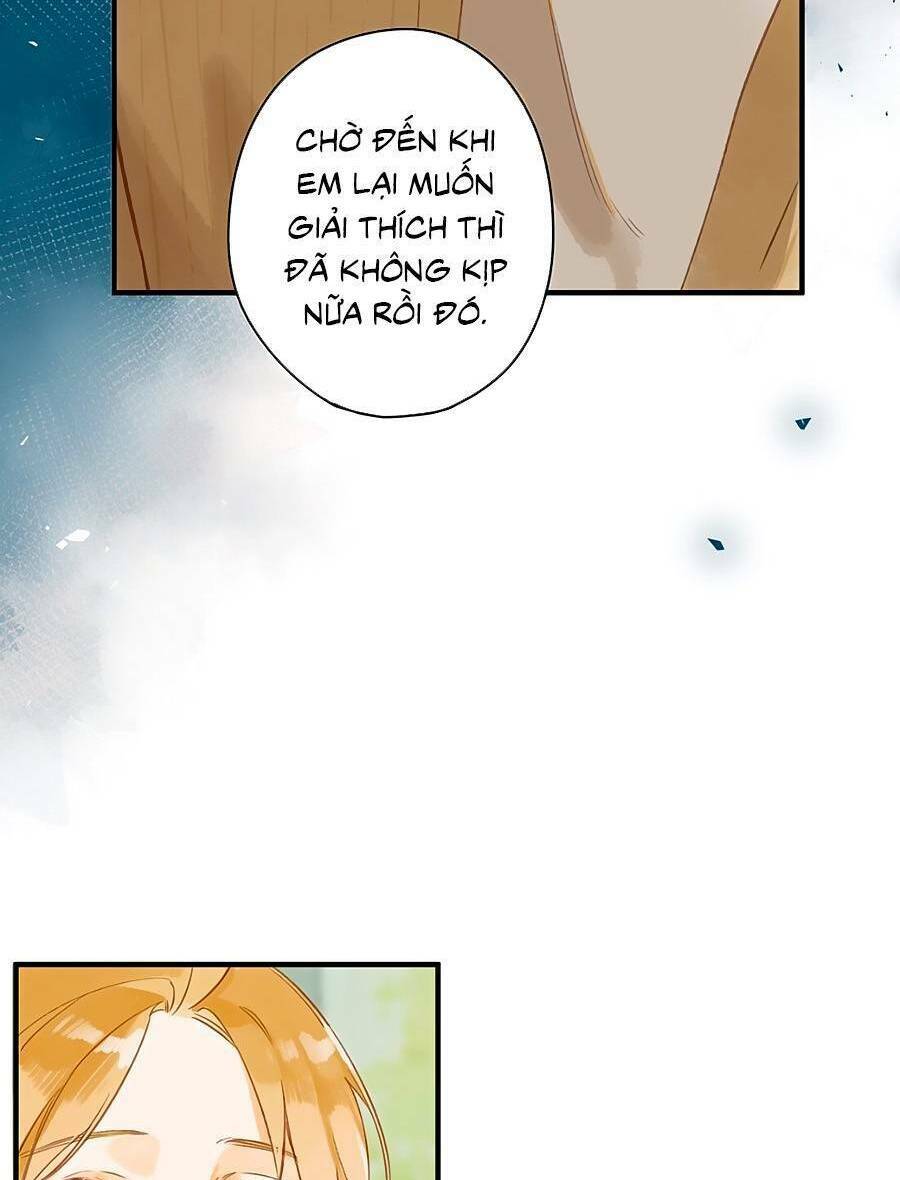 CHỜ ĐẾN KHI
EM LẠI MUỐN
GIẢI THÍCH THÌ
ĐÃ KHÔNG KỊP
NỮA RỒI ĐÓ.